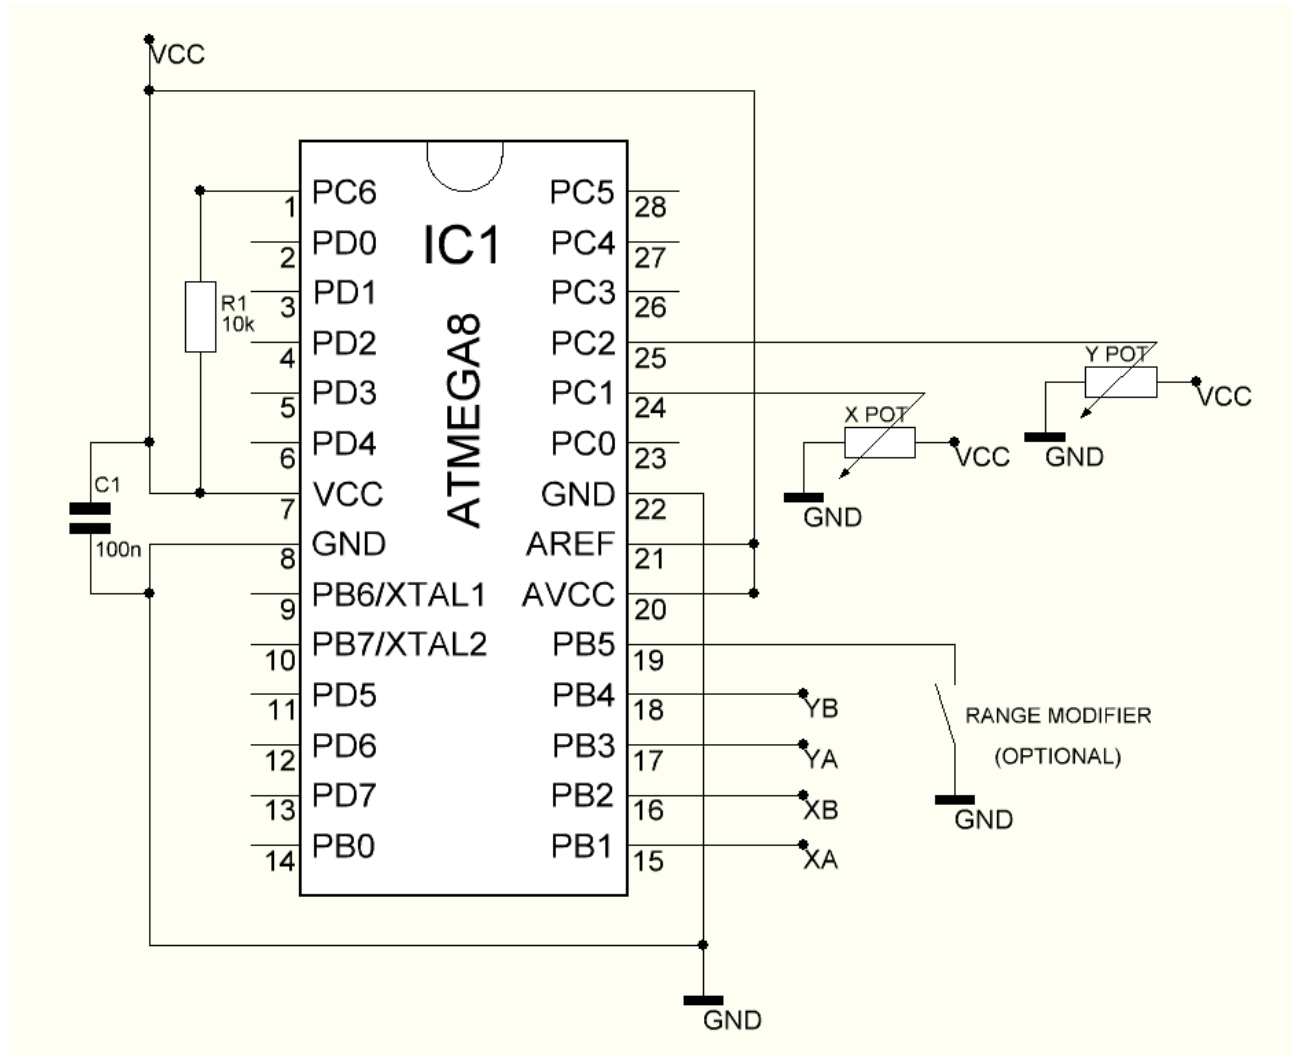 VCC
IC1
ATMEGA8
1 PC6
2 PD0
3 PD1
4 PD2
5 PD3
6 PD4
7 VCC
8 GND
9 PB6/XTAL1
10 PB7/XTAL2
11 PD5
12 PD6
13 PD7
14 PB0
PC5 28
PC4 27
PC3 26
PC2 25
PC1 24
PC0 23
GND 22
AREF 21
AVCC 20
PB5 19
PB4 18
PB3 17
PB2 16
PB1 15
R1
10k
C1
100n
Y POT
VCC
GND
X POT
VCC
GND
RANGE MODIFIER
(OPTIONAL)
GND
YB
YA
XB
XA
GND